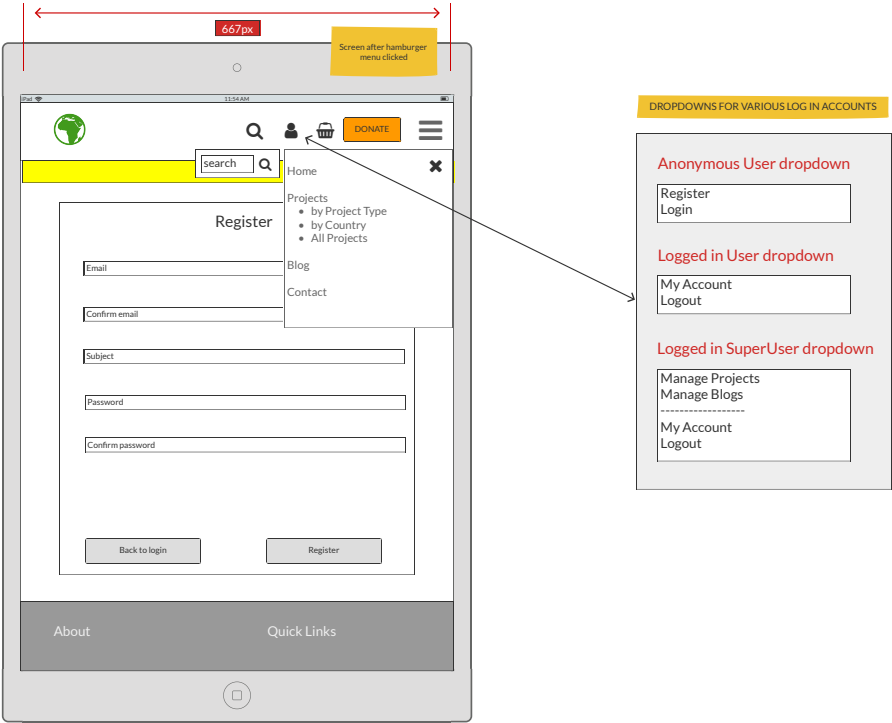 667px
Screen after hamburger
menu clicked
iPad
11:54 AM
DONATE
search
Home
Projects
by Project Type
by Country
All Projects
Blog
Contact
Register
Email
Confirm email
Subject
Password
Confirm password
Back to login
Register
About
Quick Links
DROPDOWNS FOR VARIOUS LOG IN ACCOUNTS
Anonymous User dropdown
Register
Login
Logged in User dropdown
My Account
Logout
Logged in SuperUser dropdown
Manage Projects
Manage Blogs
------------------
My Account
Logout